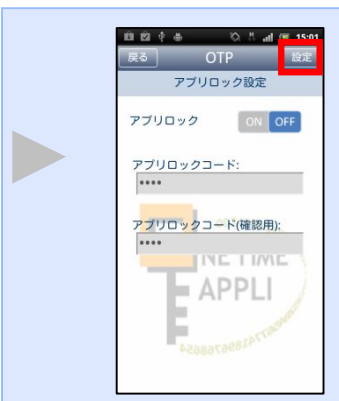 15:01
戻る OTP 設定
アプリロック設定
アプリロック ON OFF
アプリロックコード:
••••
アプリロックコード(確認用):
••••
NETIME
APPLI